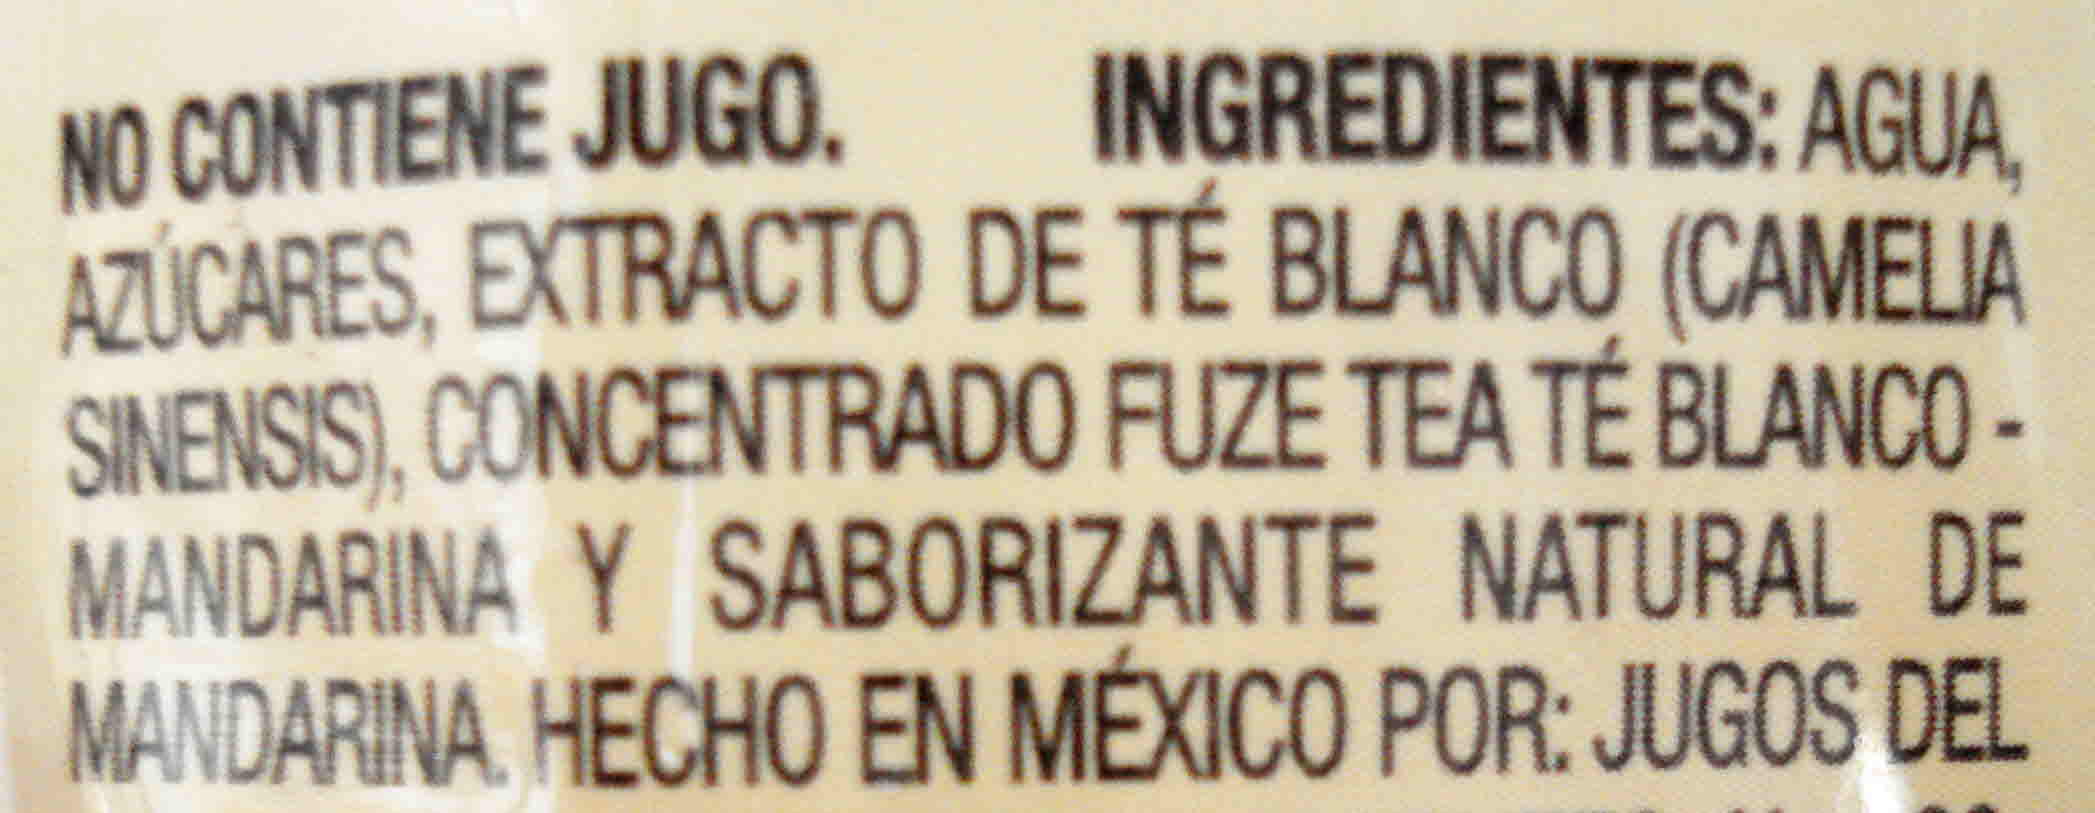 NO CONTIENE JUGO. INGREDIENTES: AGUA,
AZÚCARES, EXTRACTO DE TÉ BLANCO (CAMELIA
SINENSIS), CONCENTRADO FUZE TEA TÉ BLANCO -
MANDARINA Y SABORIZANTE NATURAL DE
MANDARINA. HECHO EN MÉXICO POR: JUGOS DEL